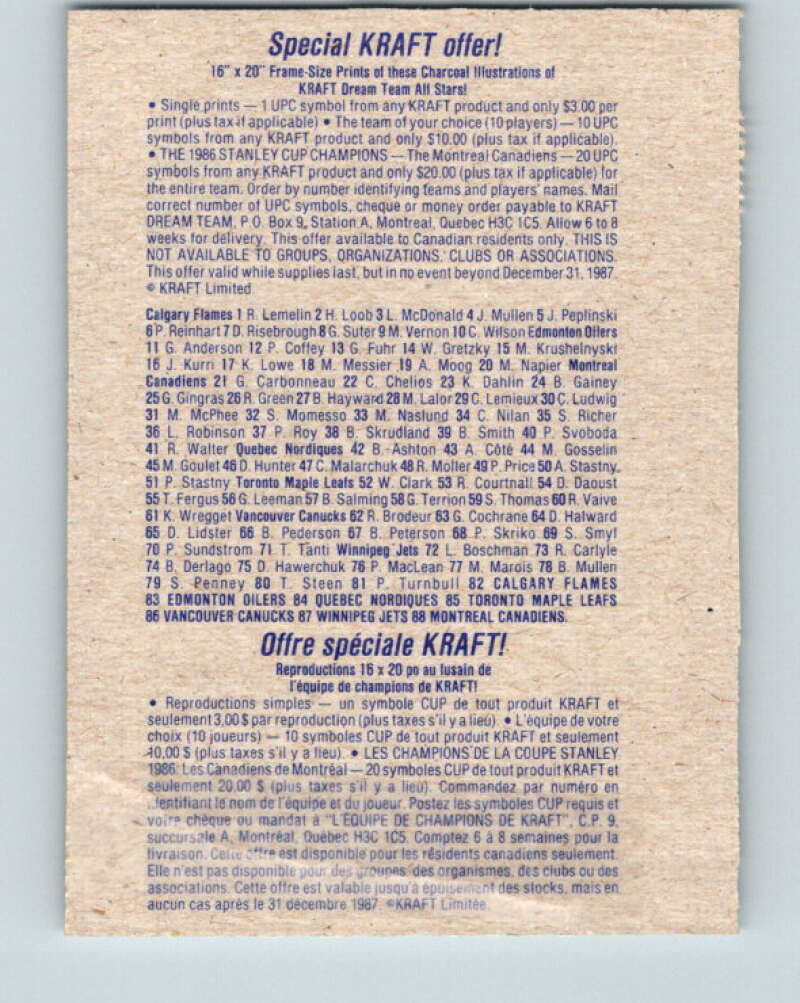 Special KRAFT offer!
16" x 20" Frame-Size Prints of these Charcoal Illustrations of
KRAFT Dream Team All Stars!
• Single prints — 1 UPC symbol from any KRAFT product and only $3.00 per
print (plus tax if applicable) • The team of your choice (10 players) — 10 UPC
symbols from any KRAFT product and only $10.00 (plus tax if applicable).
• THE 1986 STANLEY CUP CHAMPIONS — The Montreal Canadiens — 20 UPC
symbols from any KRAFT product and only $20.00 (plus tax if applicable) for
the entire team. Order by number identifying teams and players' names. Mail
correct number of UPC symbols, cheque or money order payable to KRAFT
DREAM TEAM, P.O. Box 9, Station A, Montreal, Quebec H3C 1C5. Allow 6 to 8
weeks for delivery. This offer available to Canadian residents only. THIS IS
NOT AVAILABLE TO GROUPS, ORGANIZATIONS, CLUBS OR ASSOCIATIONS.
This offer valid while supplies last, but in no event beyond December 31, 1987.
© KRAFT Limited
Calgary Flames 1 R. Lemelin 2 H. Loob 3 L. McDonald 4 J. Mullen 5 J. Peplinski
6 P. Reinhart 7 D. Risebrough 8 G. Suter 9 M. Vernon 10 C. Wilson Edmonton Oilers
11 G. Anderson 12 P. Coffey 13 G. Fuhr 14 W. Gretzky 15 M. Krushelnyski
16 J. Kurri 17 K. Lowe 18 M. Messier 19 A. Moog 20 M. Napier Montreal
Canadiens 21 G. Carbonneau 22 C. Chelios 23 K. Dahlin 24 B. Gainey
25 G. Gingras 26 R. Green 27 B. Hayward 28 M. Lalor 29 C. Lemieux 30 C. Ludwig
31 M. McPhee 32 S. Momesso 33 M. Naslund 34 C. Nilan 35 S. Richer
36 L. Robinson 37 P. Roy 38 B. Skrudland 39 B. Smith 40 P. Svoboda
41 R. Walter Quebec Nordiques 42 B. Ashton 43 A. Côté 44 M. Gosselin
45 M. Goulet 46 D. Hunter 47 C. Malarchuk 48 R. Moller 49 P. Price 50 A. Stastny
51 P. Stastny Toronto Maple Leafs 52 W. Clark 53 R. Courtnall 54 D. Daoust
55 T. Fergus 56 G. Leeman 57 B. Salming 58 G. Terrion 59 S. Thomas 60 R. Vaive
61 K. Wregget Vancouver Canucks 62 R. Brodeur 63 G. Cochrane 64 D. Halward
65 D. Lidster 66 B. Pederson 67 B. Peterson 68 P. Skriko 69 S. Smyl
70 P. Sundstrom 71 T. Tanti Winnipeg Jets 72 L. Boschman 73 R. Carlyle
74 B. Derlago 75 D. Hawerchuk 76 P. MacLean 77 M. Marois 78 B. Mullen
79 S. Penney 80 T. Steen 81 P. Turnbull 82 CALGARY FLAMES
83 EDMONTON OILERS 84 QUEBEC NORDIQUES 85 TORONTO MAPLE LEAFS
86 VANCOUVER CANUCKS 87 WINNIPEG JETS 88 MONTREAL CANADIENS.
Offre spéciale KRAFT!
Reproductions 16 x 20 po au fusain de
l'équipe de champions de KRAFT!
• Reproductions simples — un symbole CUP de tout produit KRAFT et
seulement 3,00 $ par reproduction (plus taxes s'il y a lieu). • L'équipe de votre
choix (10 joueurs) — 10 symboles CUP de tout produit KRAFT et seulement
10,00 $ (plus taxes s'il y a lieu). • LES CHAMPIONS DE LA COUPE STANLEY
1986: Les Canadiens de Montréal — 20 symboles CUP de tout produit KRAFT et
seulement 20.00 $ (plus taxes s'il y a lieu). Commandez par numéro en
identifiant le nom de l'équipe et du joueur. Postez les symboles CUP requis et
votre chèque ou mandat à "L'ÉQUIPE DE CHAMPIONS DE KRAFT", C.P. 9,
succursale A, Montréal, Québec H3C 1C5. Comptez 6 à 8 semaines pour la
livraison. Cette offre est disponible pour les résidents canadiens seulement.
Elle n'est pas disponible pour des groupes, des organismes, des clubs ou des
associations. Cette offre est valable jusqu'à épuisement des stocks, mais en
aucun cas après le 31 décembre 1987. ©KRAFT Limitée.